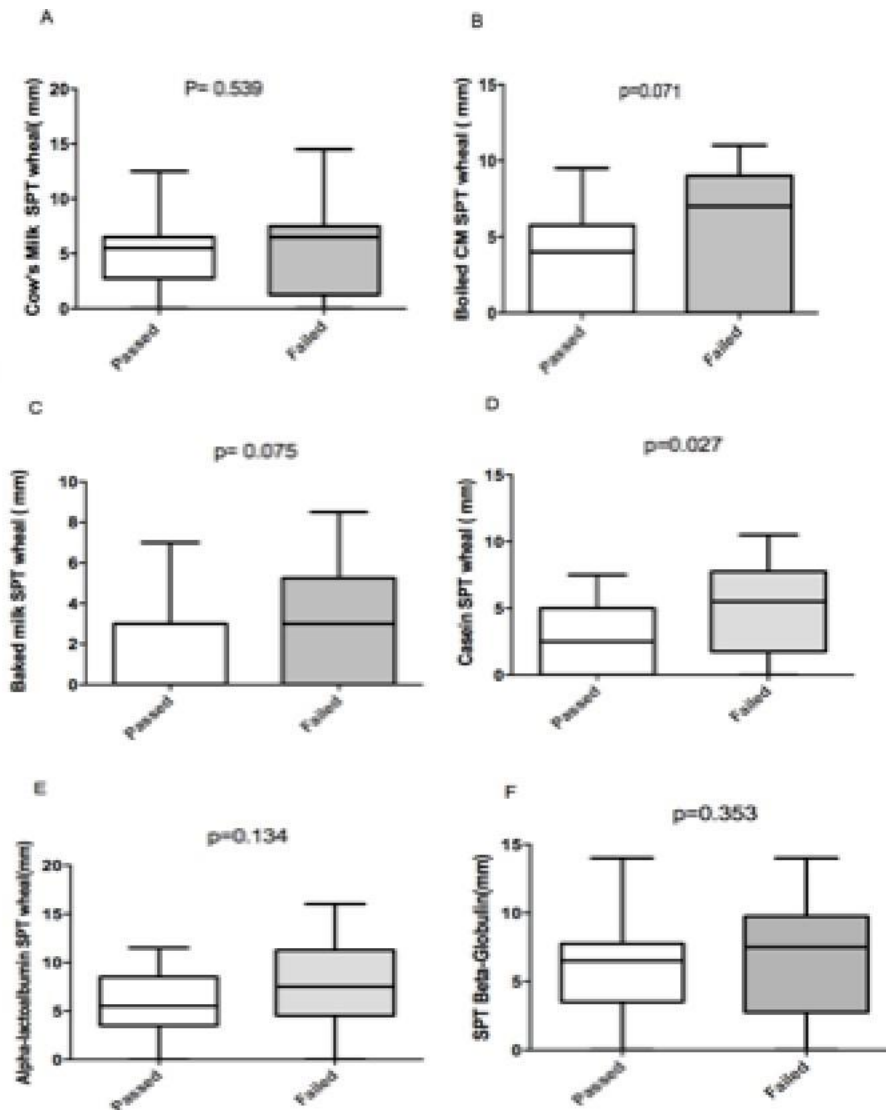 A
P= 0.539
Cow's Milk SPT wheal( mm)
20
15
10
5
0
Passed
Failed
B
p=0.071
Boiled CM SPT wheal ( mm)
15
10
5
0
Passed
Failed
C
p= 0.075
Baked milk SPT wheal ( mm)
10
8
6
4
2
0
Passed
Failed
D
p=0.027
Casein SPT wheal ( mm)
15
10
5
0
Passed
Failed
E
p=0.134
Alpha-lactoalbumin SPT wheal(mm)
20
15
10
5
0
Passed
Failed
F
p=0.353
SPT Beta-Globulin(mm)
15
10
5
0
Passed
Failed